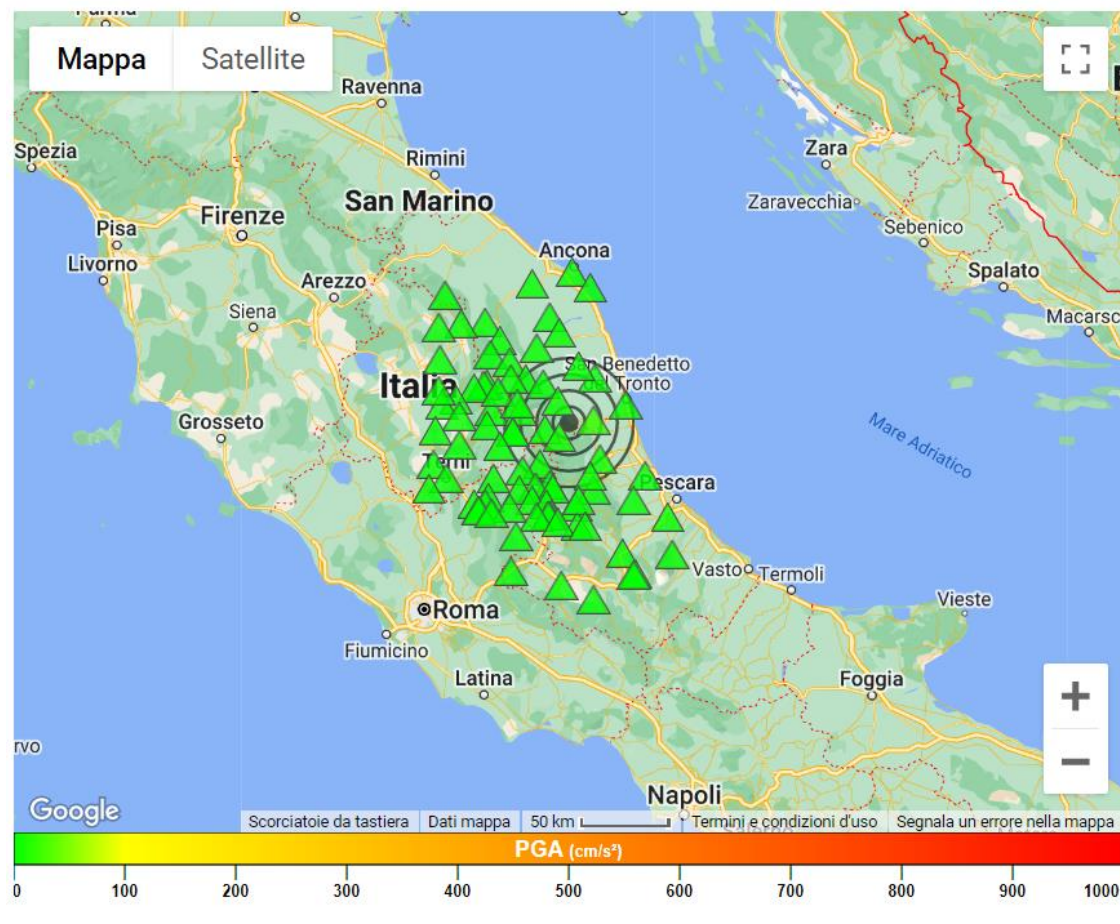 Parma
Mappa
Satellite
Ravenna
Spezia
Rimini
Zara
San Marino
Zaravecchia
Firenze
Sebenico
Pisa
Ancona
Livorno
Spalato
Arezzo
Siena
Macarsc
San Benedetto
del Tronto
Italia
Grosseto
Mare Adriatico
Terni
Pescara
Vasto
Termoli
Vieste
Roma
Fiumicino
Latina
Foggia
rvo
Napoli
Google
Scorciatoie da tastiera
Dati mappa
50 km
Termini e condizioni d'uso
Segnala un errore nella mappa
Salerno
PGA (cm/s²)
0 100 200 300 400 500 600 700 800 900 1000